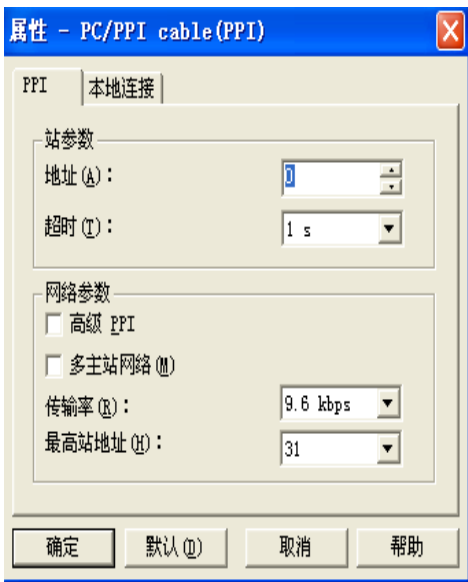 属性 - PC/PPI cable(PPI)
PPI 本地连接
站参数
地址(A)： 0
超时(T)： 1 s
网络参数
高级 PPI
多主站网络(M)
传输率(R)： 9.6 kbps
最高站地址(H)： 31
确定 默认(D) 取消 帮助